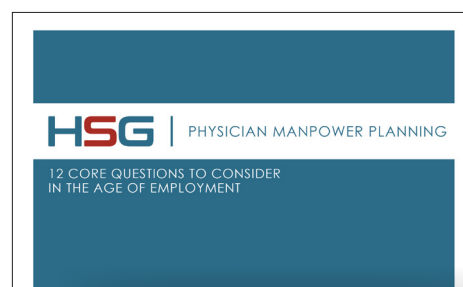 HSG | PHYSICIAN MANPOWER PLANNING
12 CORE QUESTIONS TO CONSIDER
IN THE AGE OF EMPLOYMENT